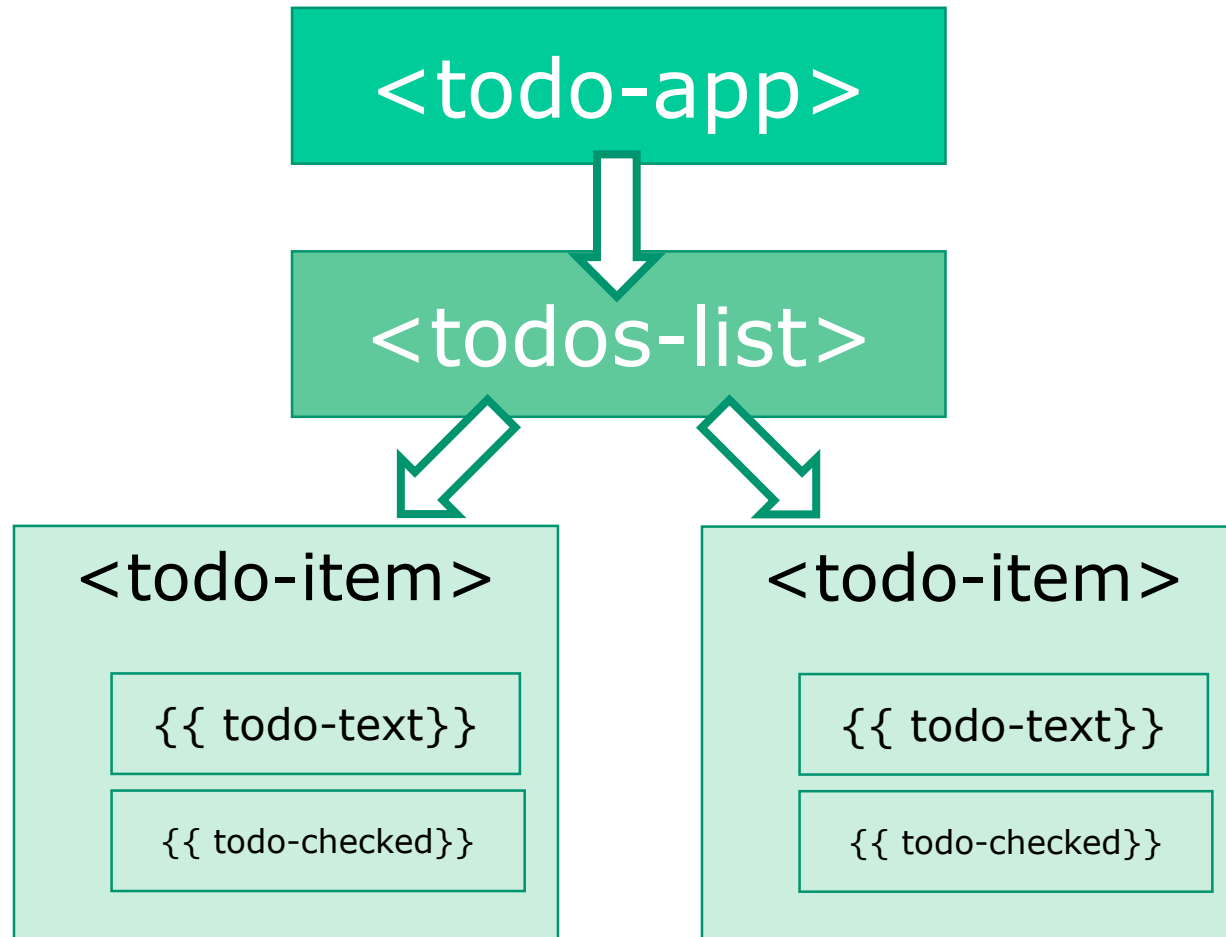 <todo-app>
<todos-list>
<todo-item>
{{ todo-text}}
{{ todo-checked}}
<todo-item>
{{ todo-text}}
{{ todo-checked}}